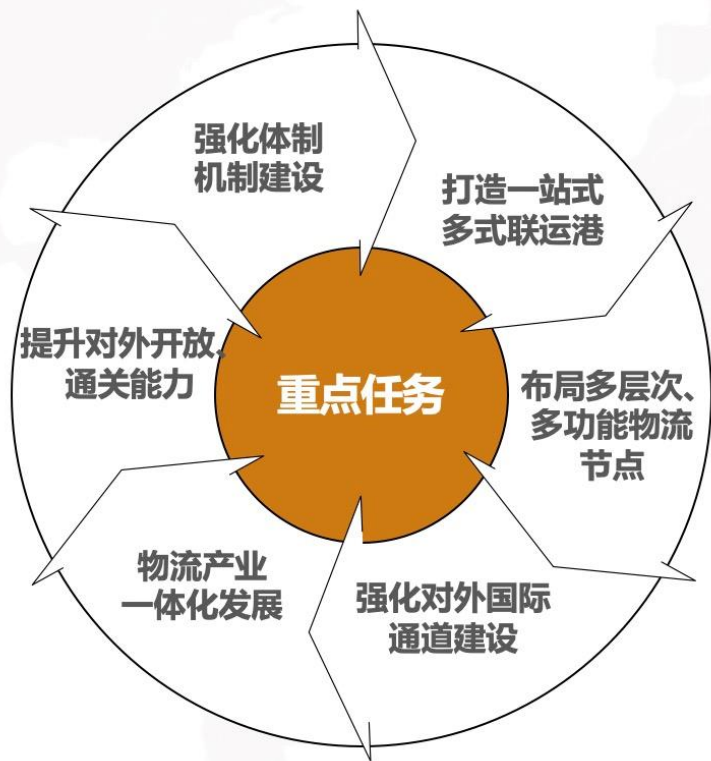 强化体制
机制建设
打造一站式
多式联运港
提升对外开放、
通关能力
重点任务
布局多层次、
多功能物流
节点
物流产业
一体化发展
强化对外国际
通道建设